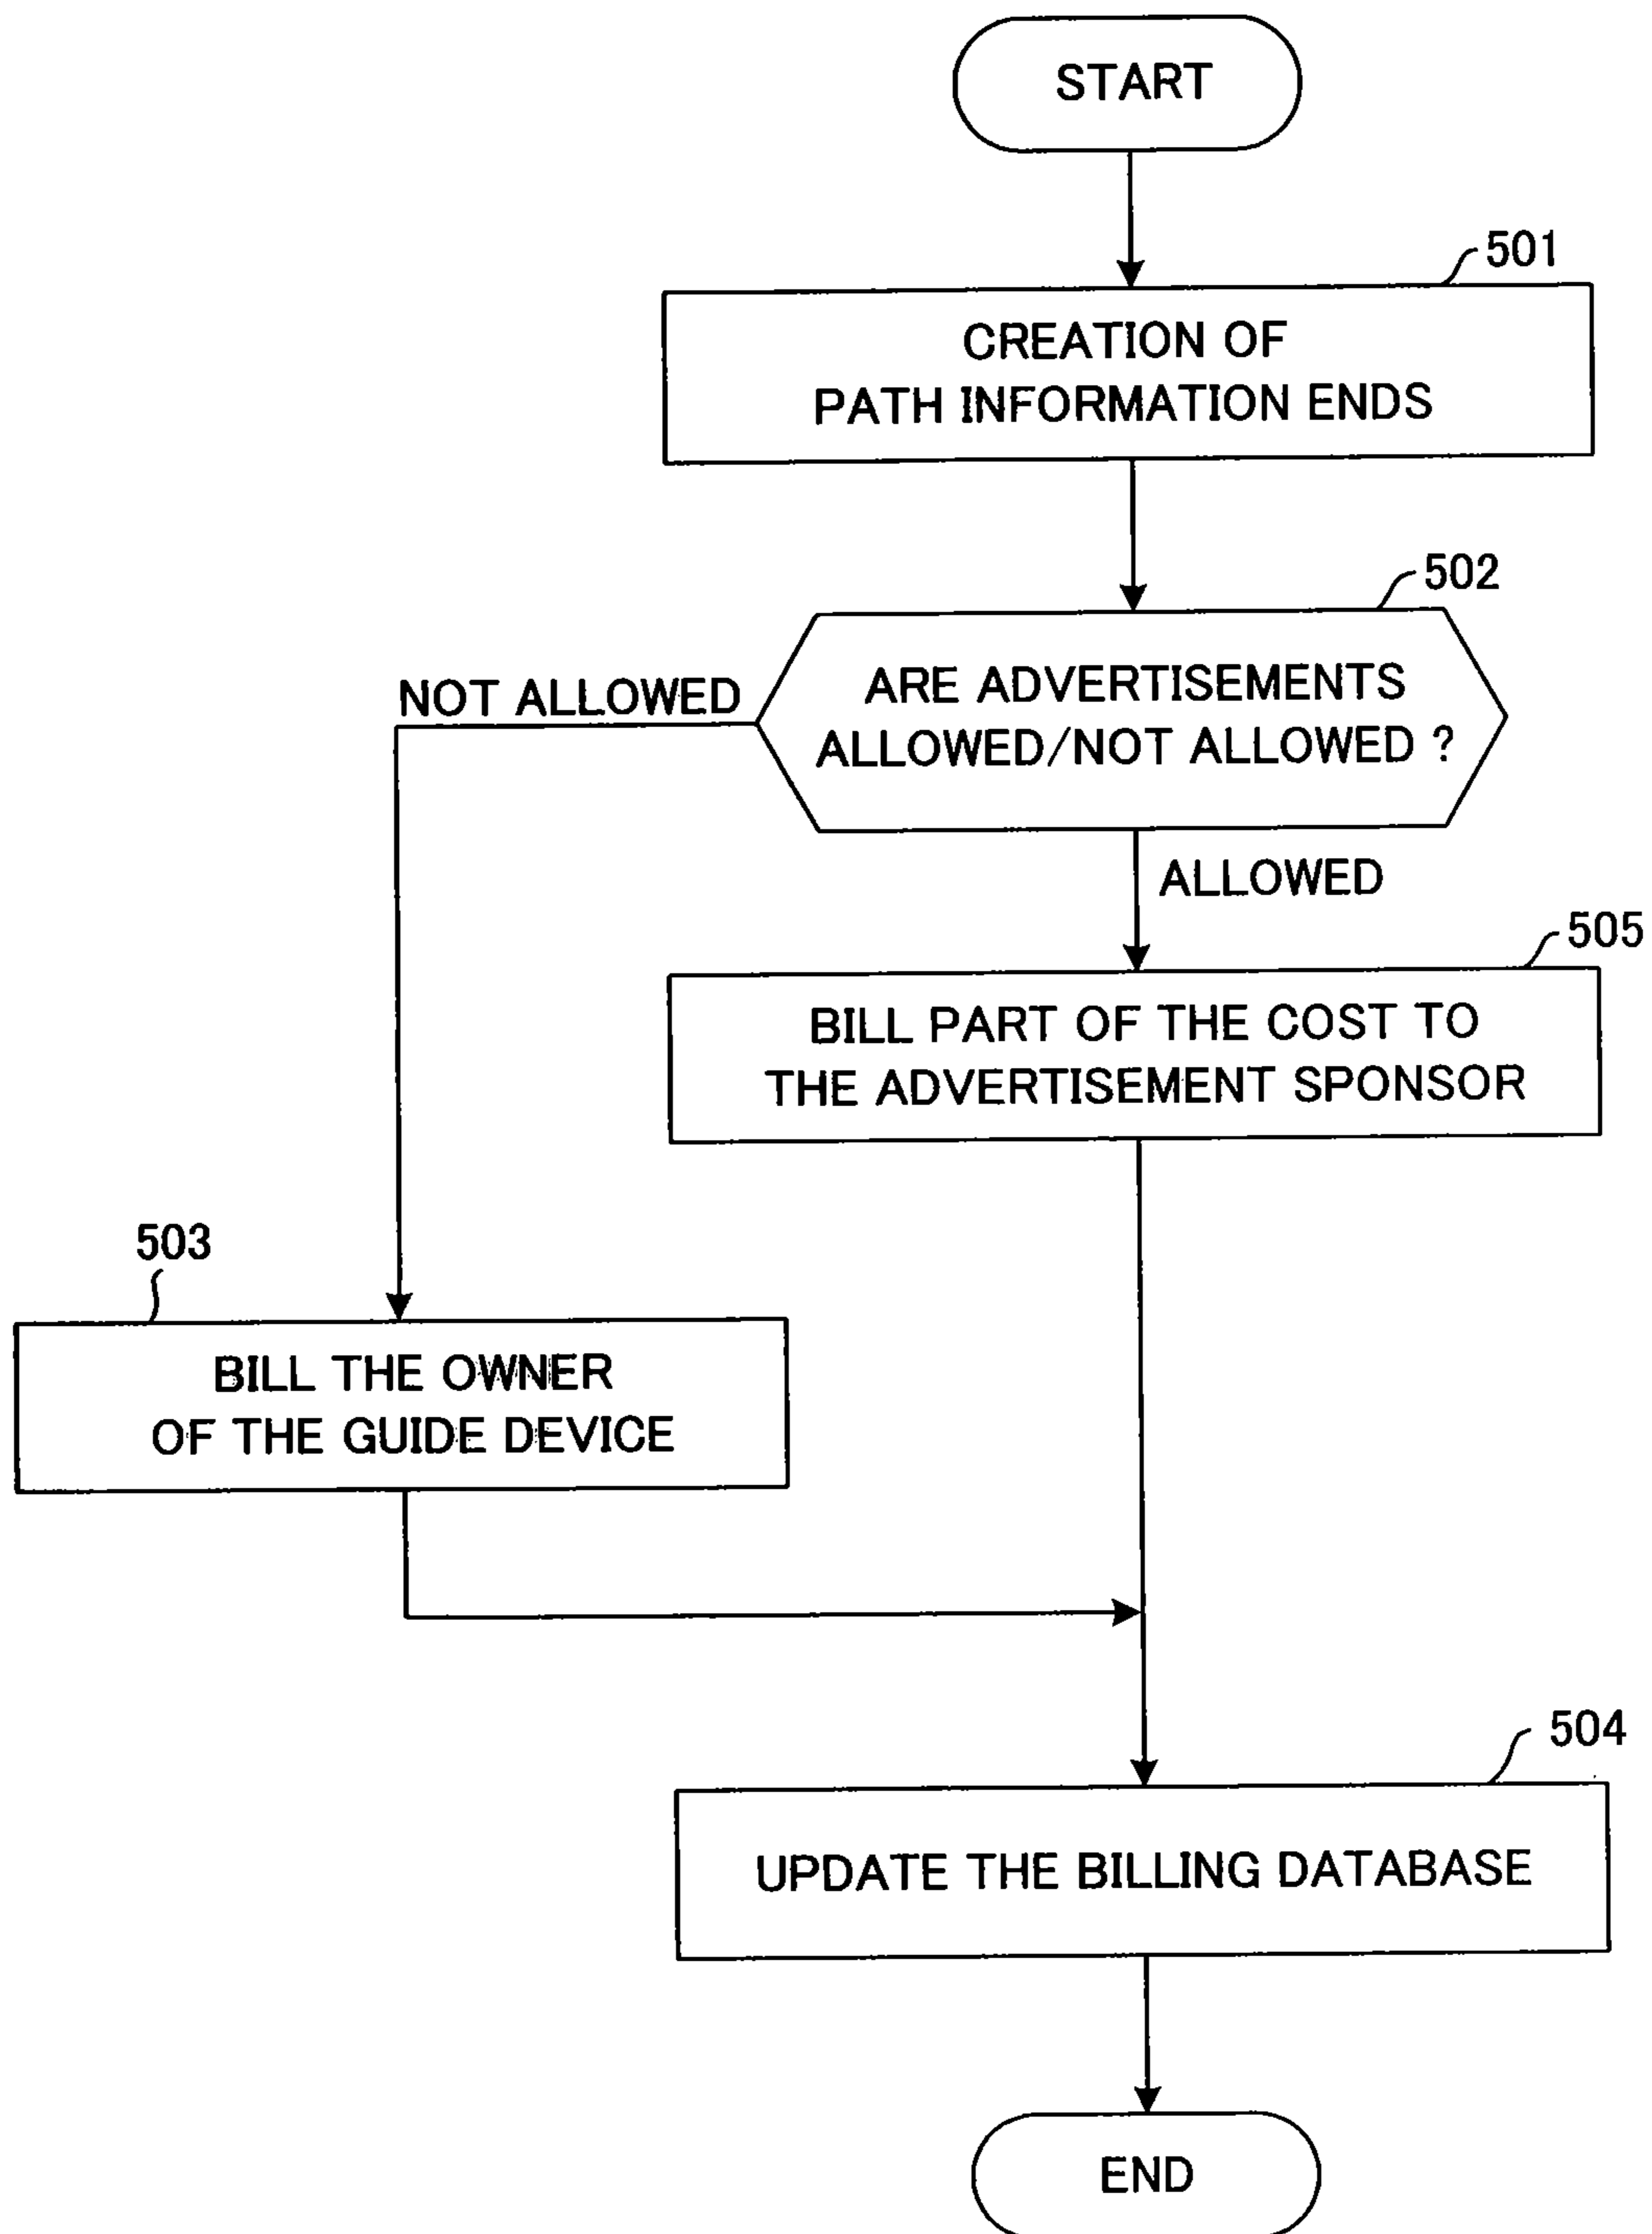 START
501
CREATION OF
PATH INFORMATION ENDS
502
ARE ADVERTISEMENTS
ALLOWED/NOT ALLOWED ?
NOT ALLOWED
ALLOWED
505
BILL PART OF THE COST TO
THE ADVERTISEMENT SPONSOR
503
BILL THE OWNER
OF THE GUIDE DEVICE
504
UPDATE THE BILLING DATABASE
END